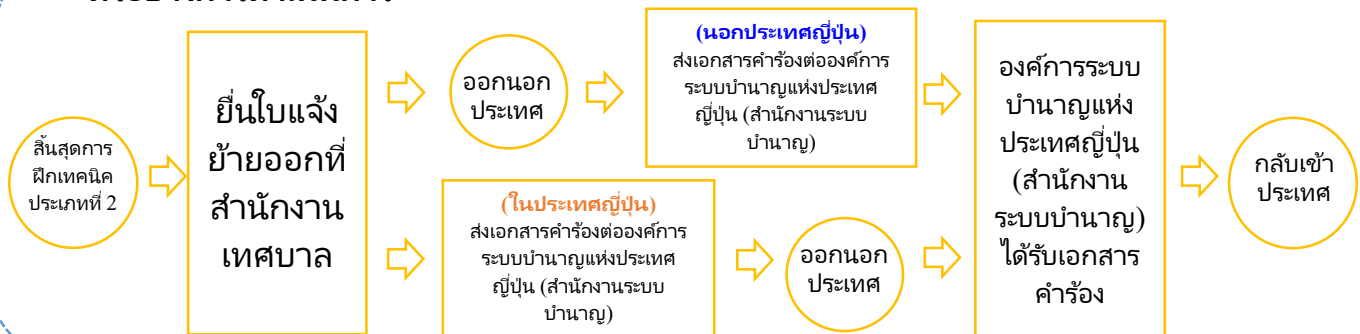 สิ้นสุดการ
ฝึกเทคนิค
ประเภทที่ 2
ยื่นใบแจ้ง
ย้ายออกที่
สำนักงาน
เทศบาล
ออกนอก
ประเทศ
(นอกประเทศญี่ปุ่น)
ส่งเอกสารคำร้องต่อองค์การ
ระบบบำนาญแห่งประเทศ
ญี่ปุ่น (สำนักงานระบบ
บำนาญ)
(ในประเทศญี่ปุ่น)
ส่งเอกสารคำร้องต่อองค์การ
ระบบบำนาญแห่งประเทศ
ญี่ปุ่น (สำนักงานระบบ
บำนาญ)
ออกนอก
ประเทศ
องค์การระบบ
บำนาญแห่ง
ประเทศญี่ปุ่น
(สำนักงาน
ระบบบำนาญ)
ได้รับเอกสาร
คำร้อง
กลับเข้า
ประเทศ